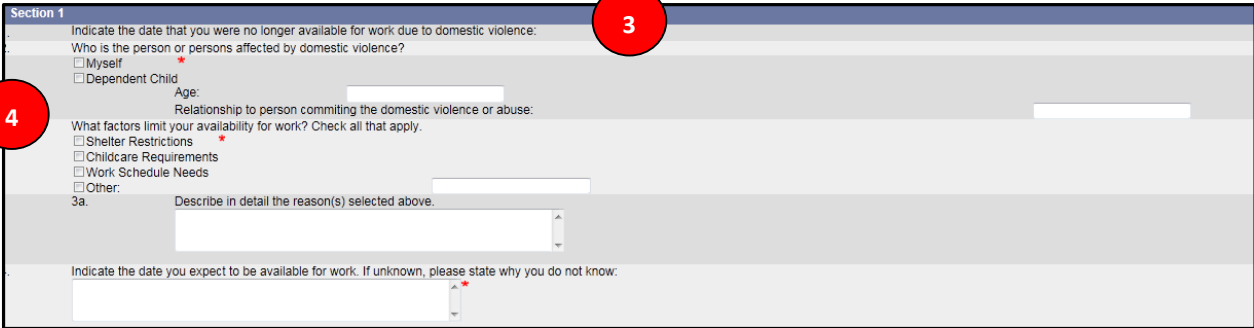 Section 1
3
Indicate the date that you were no longer available for work due to domestic violence:
2. Who is the person or persons affected by domestic violence?
Myself *
Dependent Child
Age:
Relationship to person commiting the domestic violence or abuse:
4
What factors limit your availability for work? Check all that apply.
Shelter Restrictions *
Childcare Requirements
Work Schedule Needs
Other:
3a. Describe in detail the reason(s) selected above.
Indicate the date you expect to be available for work. If unknown, please state why you do not know:
*